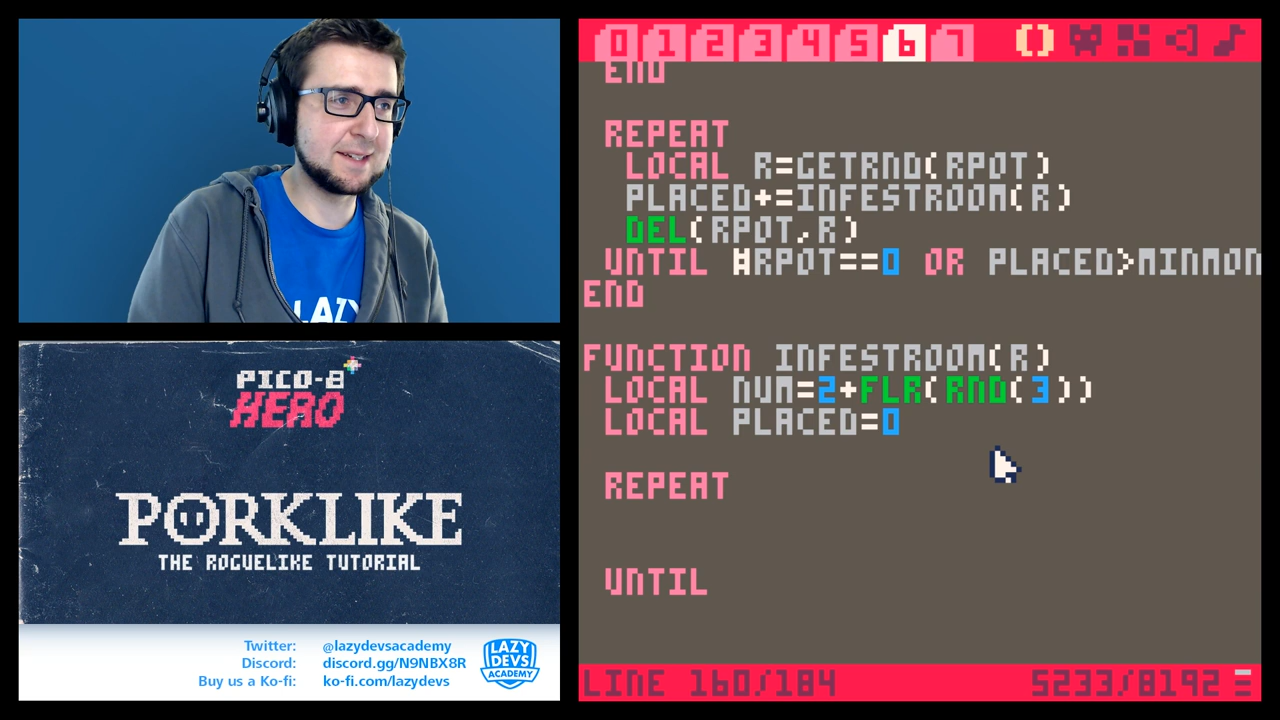 0 1 2 3 4 5 6 7
END
REPEAT
LOCAL R=GETRND(RPOT)
PLACED+=INFESTROOM(R)
DEL(RPOT,R)
UNTIL #RPOT==0 OR PLACED>MINMON
END
FUNCTION INFESTROOM(R)
LOCAL NUM=2+FLR(RND(3))
LOCAL PLACED=0
REPEAT
UNTIL
LINE 160/184 5233/8192
LAZY
PICO-8
HERO
PORKLIKE
THE ROGUELIKE TUTORIAL
Twitter: @lazydevsacademy
Discord: discord.gg/N9NBX8R
Buy us a Ko-fi: ko-fi.com/lazydevs
LAZY
DEVS
ACADEMY